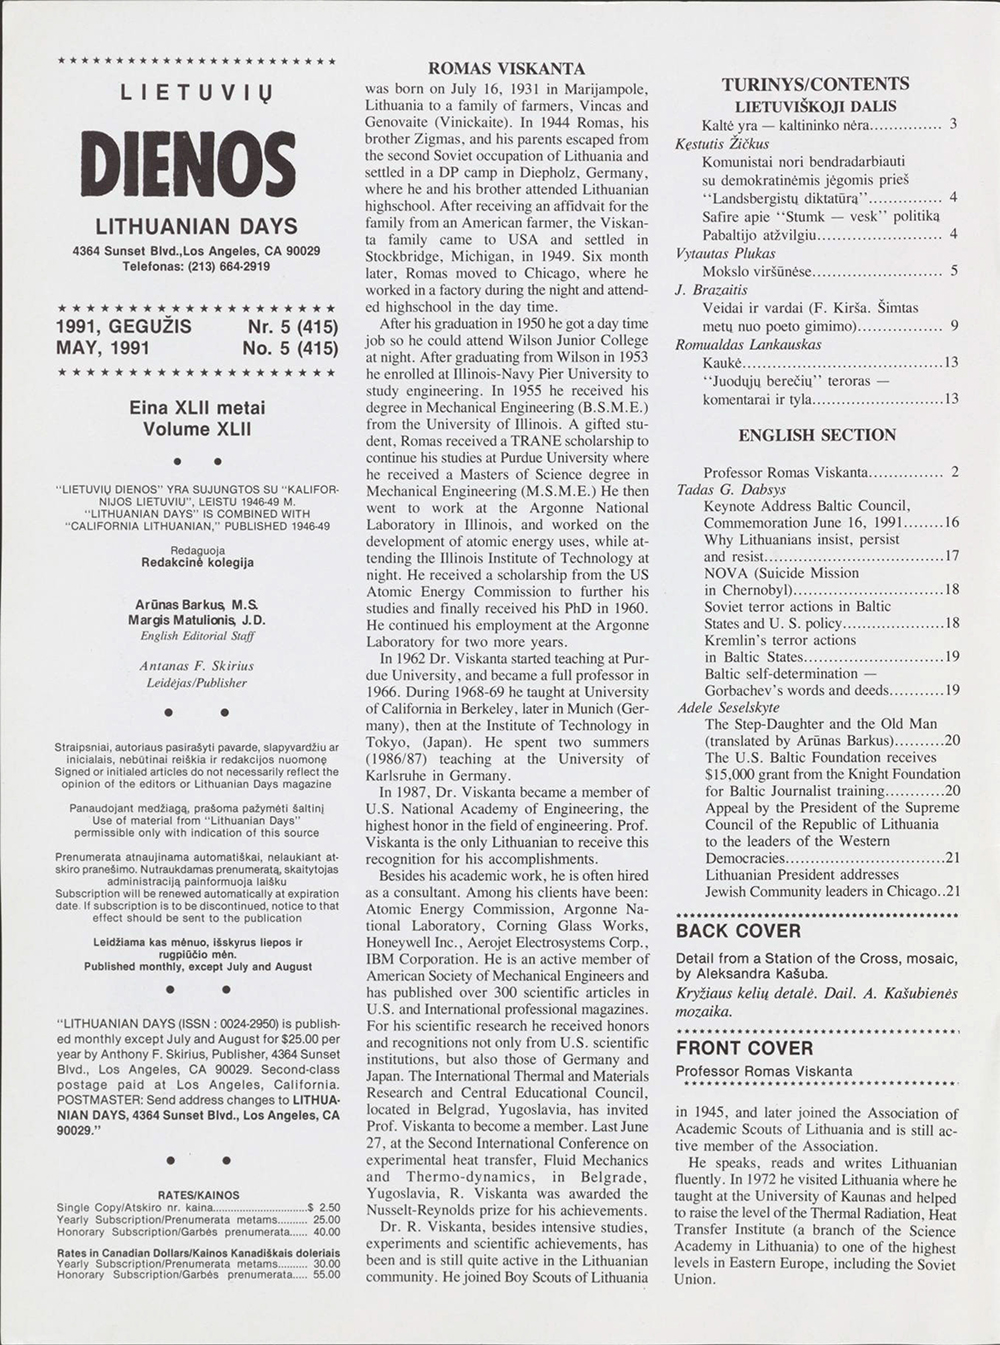 LIETUVIŲ
DIENOS
LITHUANIAN DAYS
4364 Sunset Blvd.,Los Angeles, CA 90029
Telefonas: (213) 664-2919
1991, GEGUŽIS Nr. 5 (415)
MAY, 1991 No. 5 (415)
Eina XLII metai
Volume XLII
"LIETUVIŲ DIENOS" YRA SUJUNGTOS SU "KALIFOR-
NIJOS LIETUVIU", LEISTU 1946-49 M.
"LITHUANIAN DAYS" IS COMBINED WITH
"CALIFORNIA LITHUANIAN," PUBLISHED 1946-49
Redaguoja
Redakcinė kolegija
Arūnas Barkus, M.S.
Margis Matulionis, J.D.
English Editorial Staff
Antanas F. Skirius
Leidėjas/Publisher
Straipsniai, autoriaus pasirašyti pavarde, slapyvardžiu ar
inicialais, nebūtinai reiškia ir redakcijos nuomonę
Signed or initialed articles do not necessarily reflect the
opinion of the editors or Lithuanian Days magazine
Panaudojant medžiagą, prašoma pažymėti šaltinį
Use of material from "Lithuanian Days"
permissible only with indication of this source
Prenumerata atnaujinama automatiškai, nelaukiant at-
skiro pranešimo. Nutraukdamas prenumeratą, skaitytojas
administraciją painformuoja laišku
Subscription will be renewed automatically at expiration
date. If subscription is to be discontinued, notice to that
effect should be sent to the publication
Leidžiama kas mėnuo, išskyrus liepos ir
rugpiūčio mėn.
Published monthly, except July and August
"LITHUANIAN DAYS (ISSN : 0024-2950) is publish-
ed monthly except July and August for $25.00 per
year by Anthony F. Skirius, Publisher, 4364 Sunset
Blvd., Los Angeles, CA 90029. Second-class
postage paid at Los Angeles, California.
POSTMASTER: Send address changes to LITHUA-
NIAN DAYS, 4364 Sunset Blvd., Los Angeles, CA
90029."
RATES/KAINOS
Single Copy/Atskiro nr. kaina..............................$ 2.50
Yearly Subscription/Prenumerata metams.......... 25.00
Honorary Subscription/Garbės prenumerata...... 40.00
Rates in Canadian Dollars/Kainos Kanadiškais doleriais
Yearly Subscription/Prenumerata metams.......... 30.00
Honorary Subscription/Garbės prenumerata..... 55.00
ROMAS VISKANTA
was born on July 16, 1931 in Marijampole,
Lithuania to a family of farmers, Vincas and
Genovaite (Vinickaite). In 1944 Romas, his
brother Zigmas, and his parents escaped from
the second Soviet occupation of Lithuania and
settled in a DP camp in Diepholz, Germany,
where he and his brother attended Lithuanian
highschool. After receiving an affidvait for the
family from an American farmer, the Viskan-
ta family came to USA and settled in
Stockbridge, Michigan, in 1949. Six month
later, Romas moved to Chicago, where he
worked in a factory during the night and attend-
ed highschool in the day time.
After his graduation in 1950 he got a day time
job so he could attend Wilson Junior College
at night. After graduating from Wilson in 1953
he enrolled at Illinois-Navy Pier University to
study engineering. In 1955 he received his
degree in Mechanical Engineering (B.S.M.E.)
from the University of Illinois. A gifted stu-
dent, Romas received a TRANE scholarship to
continue his studies at Purdue University where
he received a Masters of Science degree in
Mechanical Engineering (M.S.M.E.) He then
went to work at the Argonne National
Laboratory in Illinois, and worked on the
development of atomic energy uses, while at-
tending the Illinois Institute of Technology at
night. He received a scholarship from the US
Atomic Energy Commission to further his
studies and finally received his PhD in 1960.
He continued his employment at the Argonne
Laboratory for two more years.
In 1962 Dr. Viskanta started teaching at Pur-
due University, and became a full professor in
1966. During 1968-69 he taught at University
of California in Berkeley, later in Munich (Ger-
many), then at the Institute of Technology in
Tokyo, (Japan). He spent two summers
(1986/87) teaching at the University of
Karlsruhe in Germany.
In 1987, Dr. Viskanta became a member of
U.S. National Academy of Engineering, the
highest honor in the field of engineering. Prof.
Viskanta is the only Lithuanian to receive this
recognition for his accomplishments.
Besides his academic work, he is often hired
as a consultant. Among his clients have been:
Atomic Energy Commission, Argonne Na-
tional Laboratory, Corning Glass Works,
Honeywell Inc., Aerojet Electrosystems Corp.,
IBM Corporation. He is an active member of
American Society of Mechanical Engineers and
has published over 300 scientific articles in
U.S. and International professional magazines.
For his scientific research he received honors
and recognitions not only from U.S. scientific
institutions, but also those of Germany and
Japan. The International Thermal and Materials
Research and Central Educational Council,
located in Belgrad, Yugoslavia, has invited
Prof. Viskanta to become a member. Last June
27, at the Second International Conference on
experimental heat transfer, Fluid Mechanics
and Thermo-dynamics, in Belgrade,
Yugoslavia, R. Viskanta was awarded the
Nusselt-Reynolds prize for his achievements.
Dr. R. Viskanta, besides intensive studies,
experiments and scientific achievements, has
been and is still quite active in the Lithuanian
community. He joined Boy Scouts of Lithuania
TURINYS/CONTENTS
LIETUVIŠKOJI DALIS
Kaltė yra — kaltininko nėra............... 3
Kęstutis Žičkus
Komunistai nori bendradarbiauti
su demokratinėmis jėgomis prieš
"Landsbergistų diktatūra"............... 4
Safire apie "Stumk — vesk" politiką
Pabaltijo atžvilgiu......................... 4
Vytautas Plukas
Mokslo viršūnėse.......................... 5
J. Brazaitis
Veidai ir vardai (F. Kirša. Šimtas
metų nuo poeto gimimo)................. 9
Romualdas Lankauskas
Kaukė........................................13
"Juodųjų berečių" teroras —
komentarai ir tyla..........................13
ENGLISH SECTION
Professor Romas Viskanta............... 2
Tadas G. Dabsys
Keynote Address Baltic Council,
Commemoration June 16, 1991........16
Why Lithuanians insist, persist
and resist....................................17
NOVA (Suicide Mission
in Chernobyl)..............................18
Soviet terror actions in Baltic
States and U. S. policy....................18
Kremlin's terror actions
in Baltic States............................19
Baltic self-determination —
Gorbachev's words and deeds...........19
Adele Seselskyte
The Step-Daughter and the Old Man
(translated by Arūnas Barkus)..........20
The U.S. Baltic Foundation receives
$15,000 grant from the Knight Foundation
for Baltic Journalist training............20
Appeal by the President of the Supreme
Council of the Republic of Lithuania
to the leaders of the Western
Democracies................................21
Lithuanian President addresses
Jewish Community leaders in Chicago..21
BACK COVER
Detail from a Station of the Cross, mosaic,
by Aleksandra Kašuba.
Kryžiaus kelių detalė. Dail. A. Kašubienės
mozaika.
FRONT COVER
Professor Romas Viskanta
in 1945, and later joined the Association of
Academic Scouts of Lithuania and is still ac-
tive member of the Association.
He speaks, reads and writes Lithuanian
fluently. In 1972 he visited Lithuania where he
taught at the University of Kaunas and helped
to raise the level of the Thermal Radiation, Heat
Transfer Institute (a branch of the Science
Academy in Lithuania) to one of the highest
levels in Eastern Europe, including the Soviet
Union.